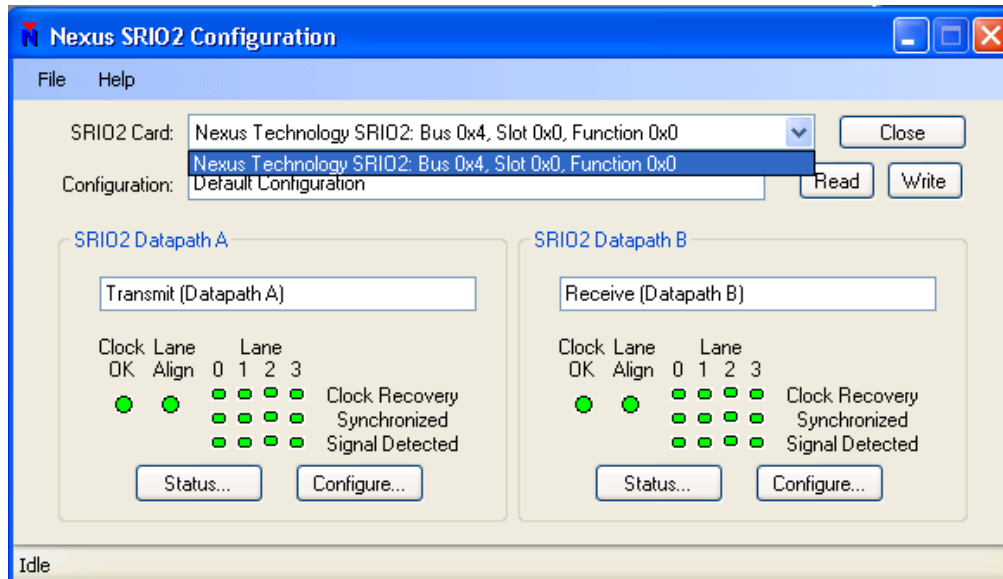 Nexus SRIO2 Configuration
File Help
SRIO2 Card: Nexus Technology SRIO2: Bus 0x4, Slot 0x0, Function 0x0 Close
Nexus Technology SRIO2: Bus 0x4, Slot 0x0, Function 0x0
Configuration: Default Configuration Read Write
SRIO2 Datapath A SRIO2 Datapath B
Transmit (Datapath A) Receive (Datapath B)
Clock Lane Lane Clock Lane Lane
OK Align 0 1 2 3 OK Align 0 1 2 3
Clock Recovery Clock Recovery
Synchronized Synchronized
Signal Detected Signal Detected
Status... Configure... Status... Configure...
Idle